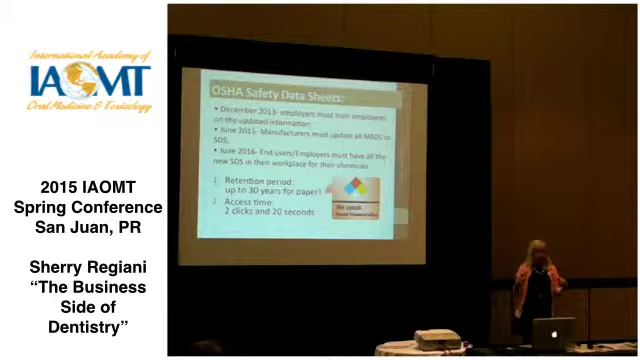 International Academy of
IAOMT
Oral Medicine & Toxicology
2015 IAOMT
Spring Conference
San Juan, PR
Sherry Regiani
“The Business
Side of
Dentistry”
OSHA Safety Data Sheets:
• December 2013- employers must train employees
on the updated information;
• June 2015- Manufacturers must update all MSDS to
SDS;
• June 2016- End users/Employers must have all the
new SDS in their workplace for their chemicals
1 Retention period:
up to 30 years for paper!
2 Access time:
2 clicks and 20 seconds
We speak